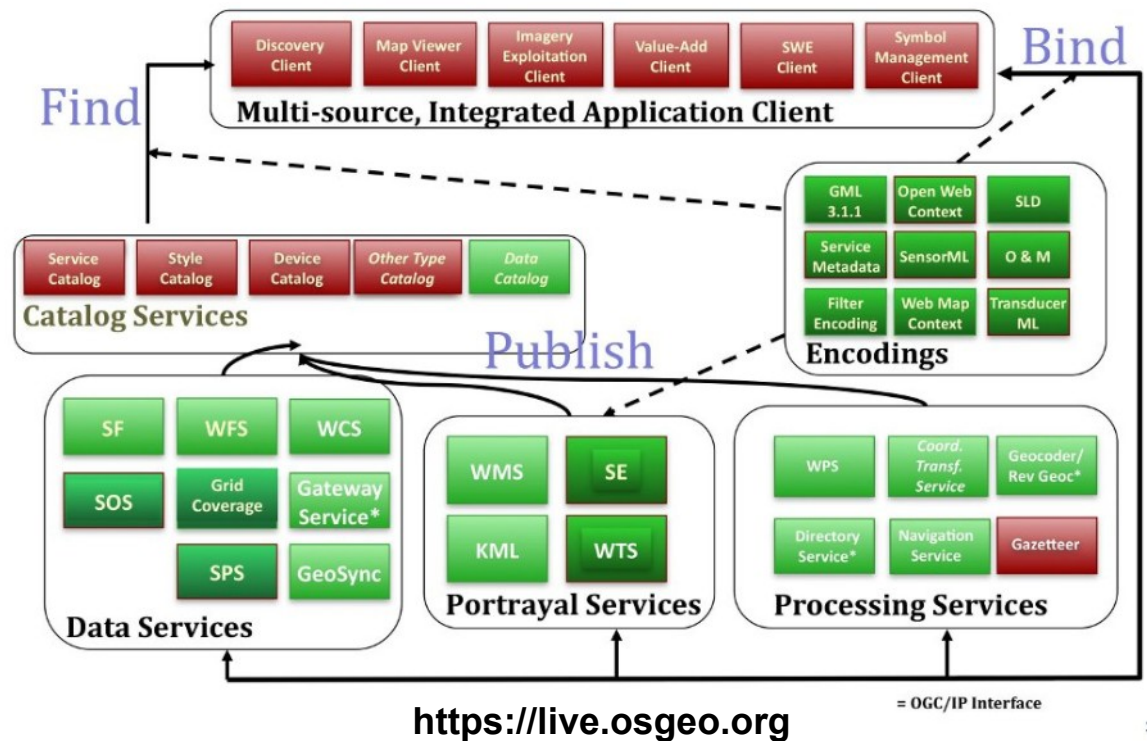 Discovery
Client
Map Viewer
Client
Imagery
Exploitation
Client
Value-Add
Client
SWE
Client
Symbol
Management
Client
Multi-source, Integrated Application Client
Find
Bind
GML
3.1.1
Open Web
Context
SLD
Service
Metadata
SensorML
O & M
Filter
Encoding
Web Map
Context
Transducer
ML
Encodings
Service
Catalog
Style
Catalog
Device
Catalog
Other Type
Catalog
Data
Catalog
Catalog Services
Publish
SF
WFS
WCS
SOS
Grid
Coverage
Gateway
Service*
SPS
GeoSync
Data Services
WMS
SE
KML
WTS
Portrayal Services
WPS
Coord.
Transf.
Service
Geocoder/
Rev Geoc*
Directory
Service*
Navigation
Service
Gazetteer
Processing Services
= OGC/IP Interface
https://live.osgeo.org